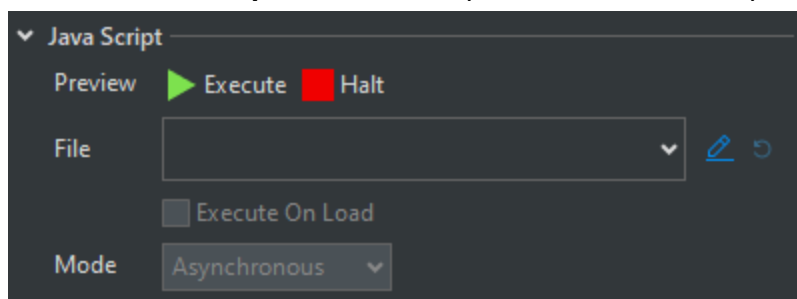 Java Script
Preview Execute Halt
File
Execute On Load
Mode Asynchronous